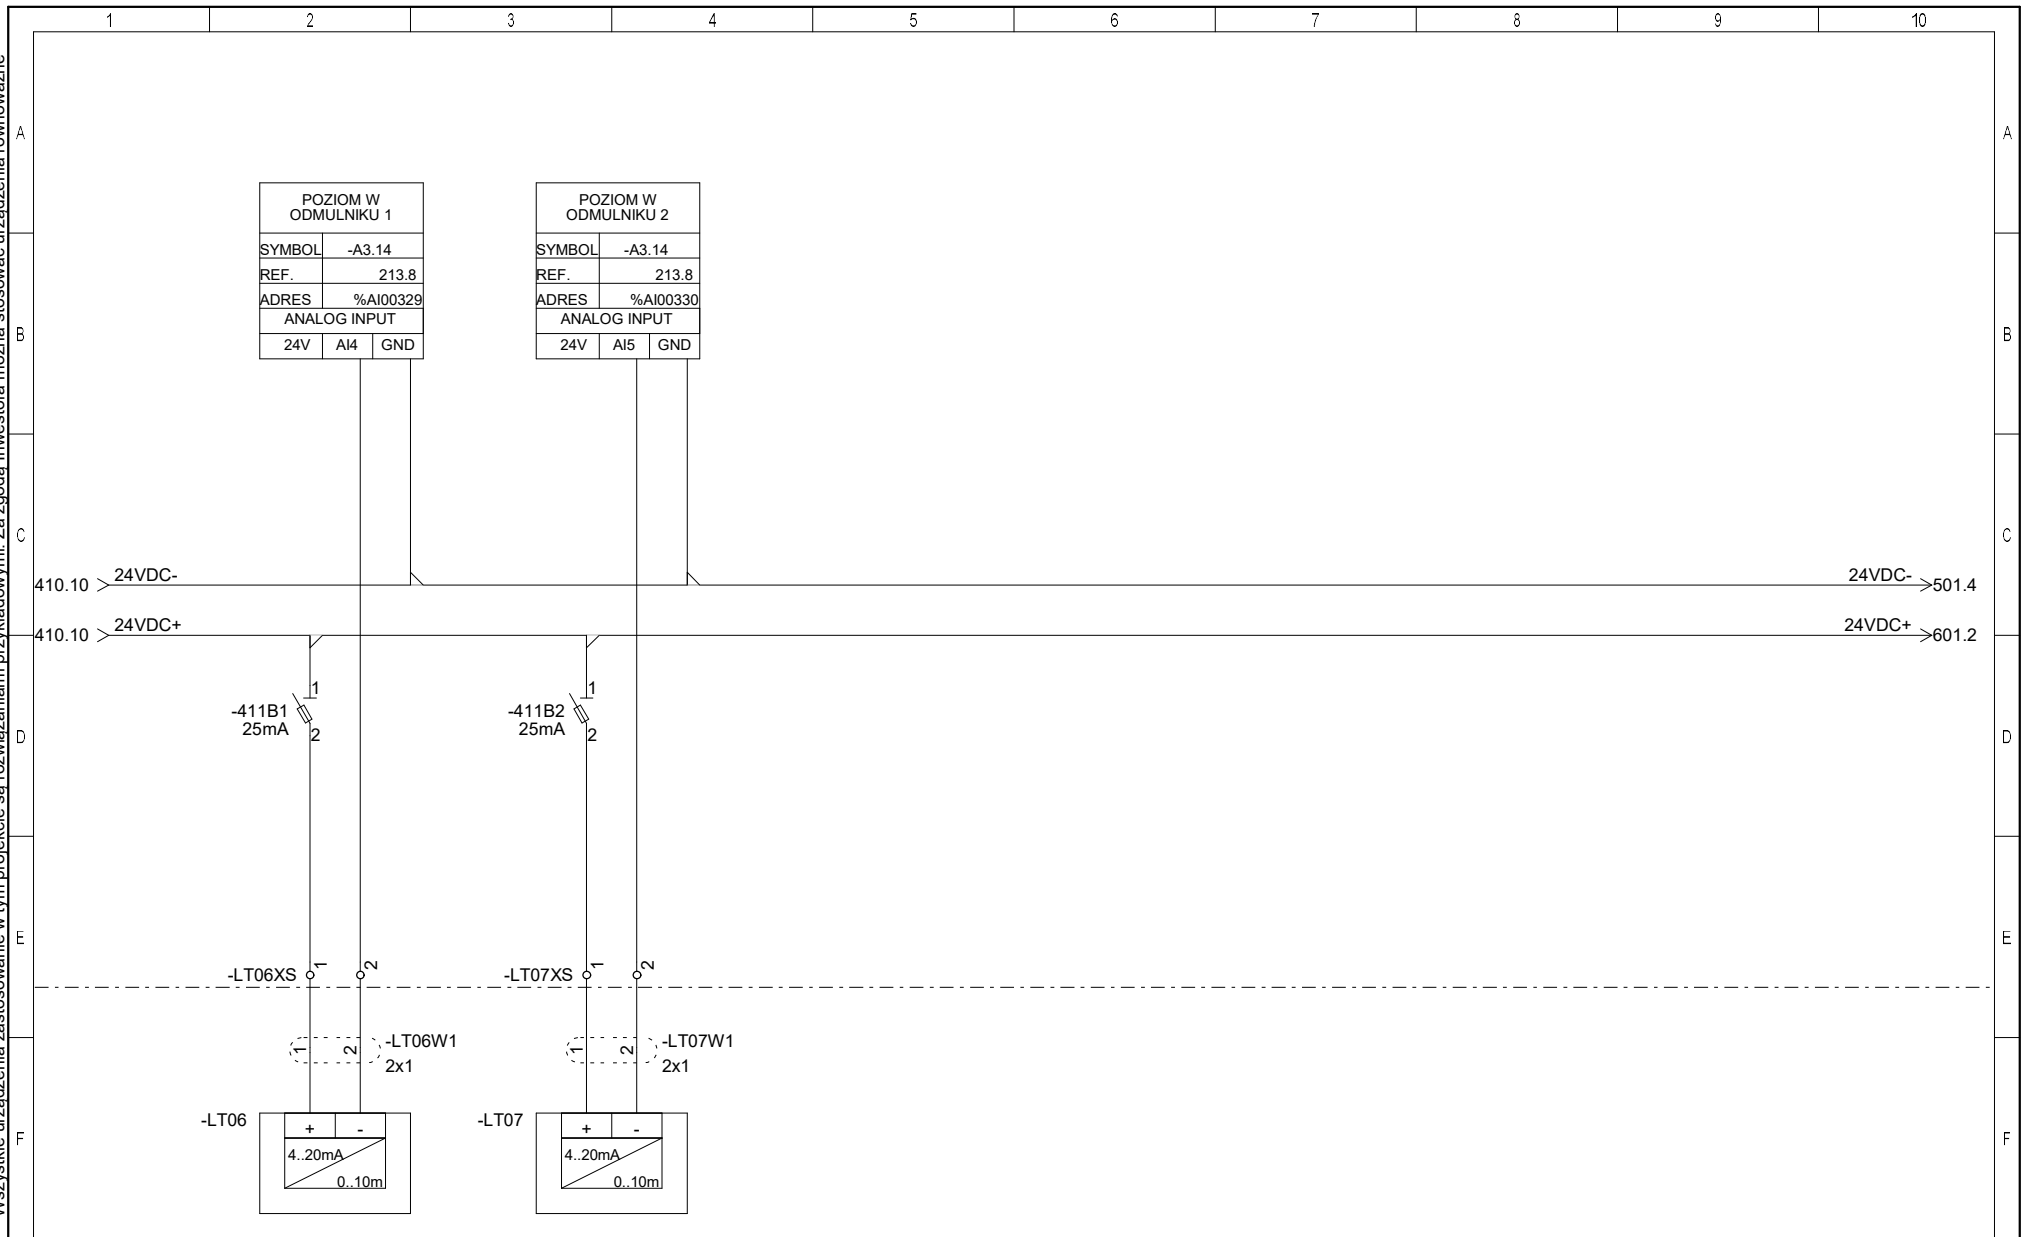 1 2 3 4 5 6 7 8 9 10
A A
B B
C C
D D
E E
F F
POZIOM W
ODMULNIKU 1
SYMBOL -A3.14
REF. 213.8
ADRES %AI00329
ANALOG INPUT
24V AI4 GND
POZIOM W
ODMULNIKU 2
SYMBOL -A3.14
REF. 213.8
ADRES %AI00330
ANALOG INPUT
24V AI5 GND
410.10 24VDC- 24VDC- 501.4
410.10 24VDC+ 24VDC+ 601.2
1
-411B1
25mA
2
1
-411B2
25mA
2
-LT06XS 1 2
-LT07XS 1 2
1 2 -LT06W1
2x1
1 2 -LT07W1
2x1
-LT06
+ -
4..20mA
0..10m
-LT07
+ -
4..20mA
0..10m